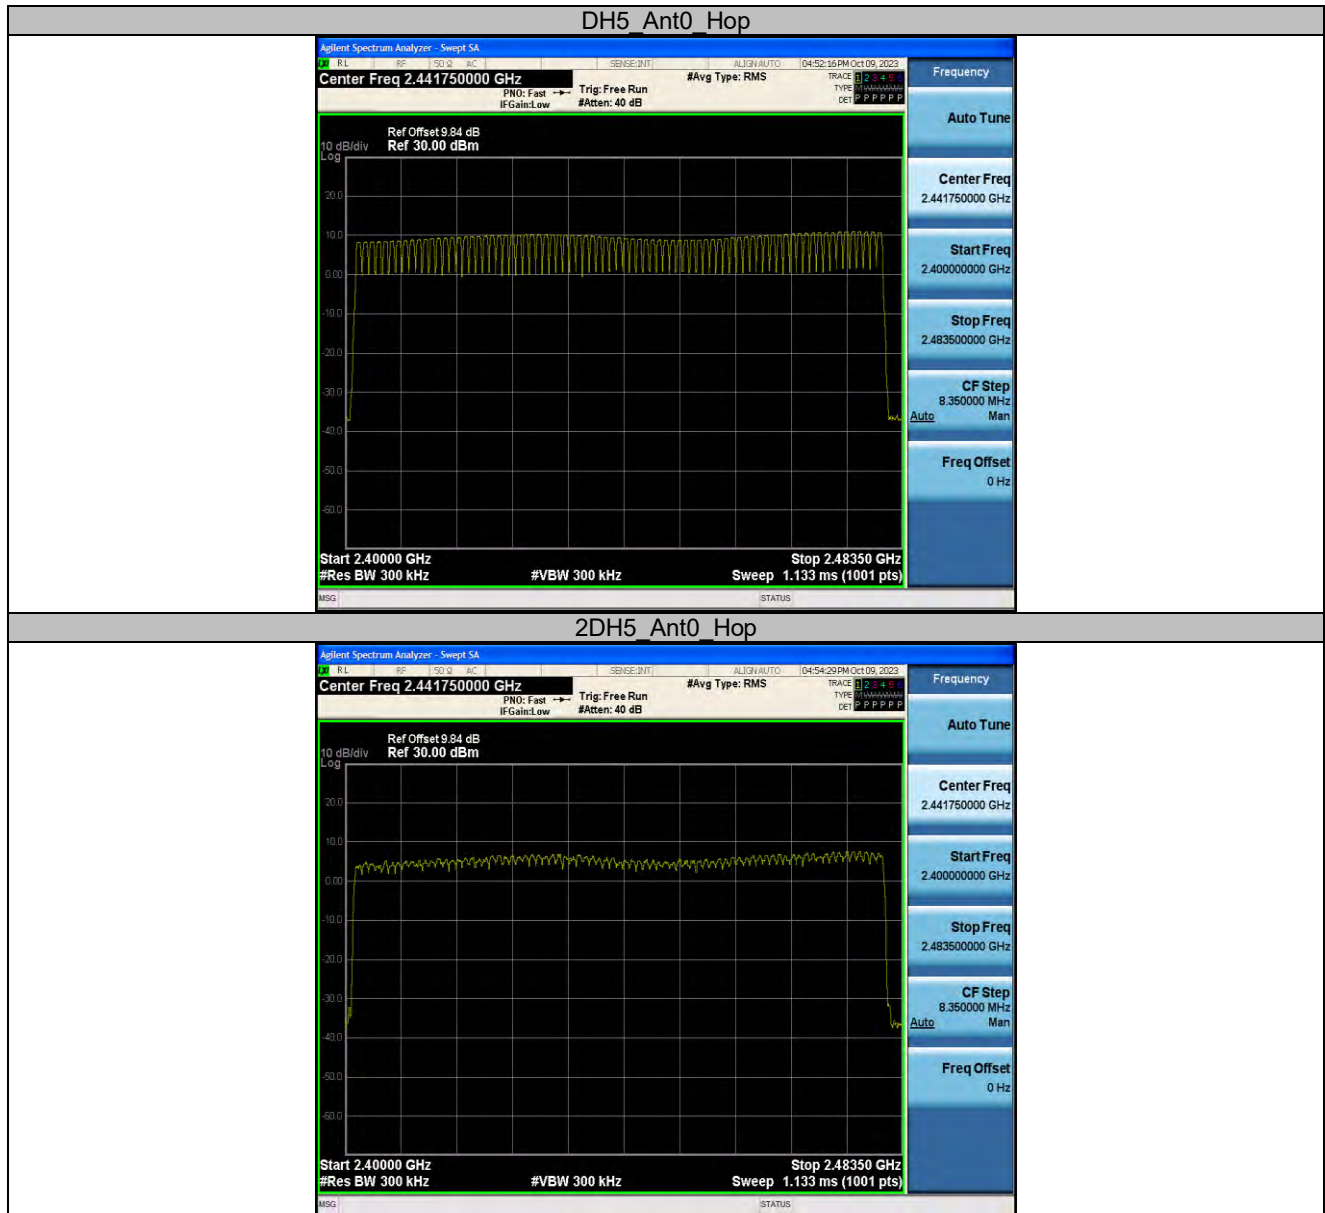 DH5_Ant0_Hop
Agilent Spectrum Analyzer - Swept SA
RL RF 50 Ω AC SENSE:INT ALIGN AUTO 04:52:16 PM Oct 09, 2023
Center Freq 2.441750000 GHz
#Avg Type: RMS
TRACE 1 2 3 4 5 6
PNO: Fast Trig: Free Run
TYPE
IFGain:Low #Atten: 40 dB
DET P P P P P P
Frequency
Auto Tune
Ref Offset 9.84 dB
10 dB/div Ref 30.00 dBm
Log
20.0
10.0
0.00
-10.0
-20.0
-30.0
-40.0
-50.0
-60.0
Center Freq
2.441750000 GHz
Start Freq
2.400000000 GHz
Stop Freq
2.483500000 GHz
CF Step
8.350000 MHz
Auto Man
Freq Offset
0 Hz
Start 2.40000 GHz Stop 2.48350 GHz
#Res BW 300 kHz #VBW 300 kHz Sweep 1.133 ms (1001 pts)
MSG STATUS
2DH5_Ant0_Hop
Agilent Spectrum Analyzer - Swept SA
RL RF 50 Ω AC SENSE:INT ALIGN AUTO 04:54:29 PM Oct 09, 2023
Center Freq 2.441750000 GHz
#Avg Type: RMS
TRACE 1 2 3 4 5 6
PNO: Fast Trig: Free Run
TYPE
IFGain:Low #Atten: 40 dB
DET P P P P P P
Frequency
Auto Tune
Ref Offset 9.84 dB
10 dB/div Ref 30.00 dBm
Log
20.0
10.0
0.00
-10.0
-20.0
-30.0
-40.0
-50.0
-60.0
Center Freq
2.441750000 GHz
Start Freq
2.400000000 GHz
Stop Freq
2.483500000 GHz
CF Step
8.350000 MHz
Auto Man
Freq Offset
0 Hz
Start 2.40000 GHz Stop 2.48350 GHz
#Res BW 300 kHz #VBW 300 kHz Sweep 1.133 ms (1001 pts)
MSG STATUS